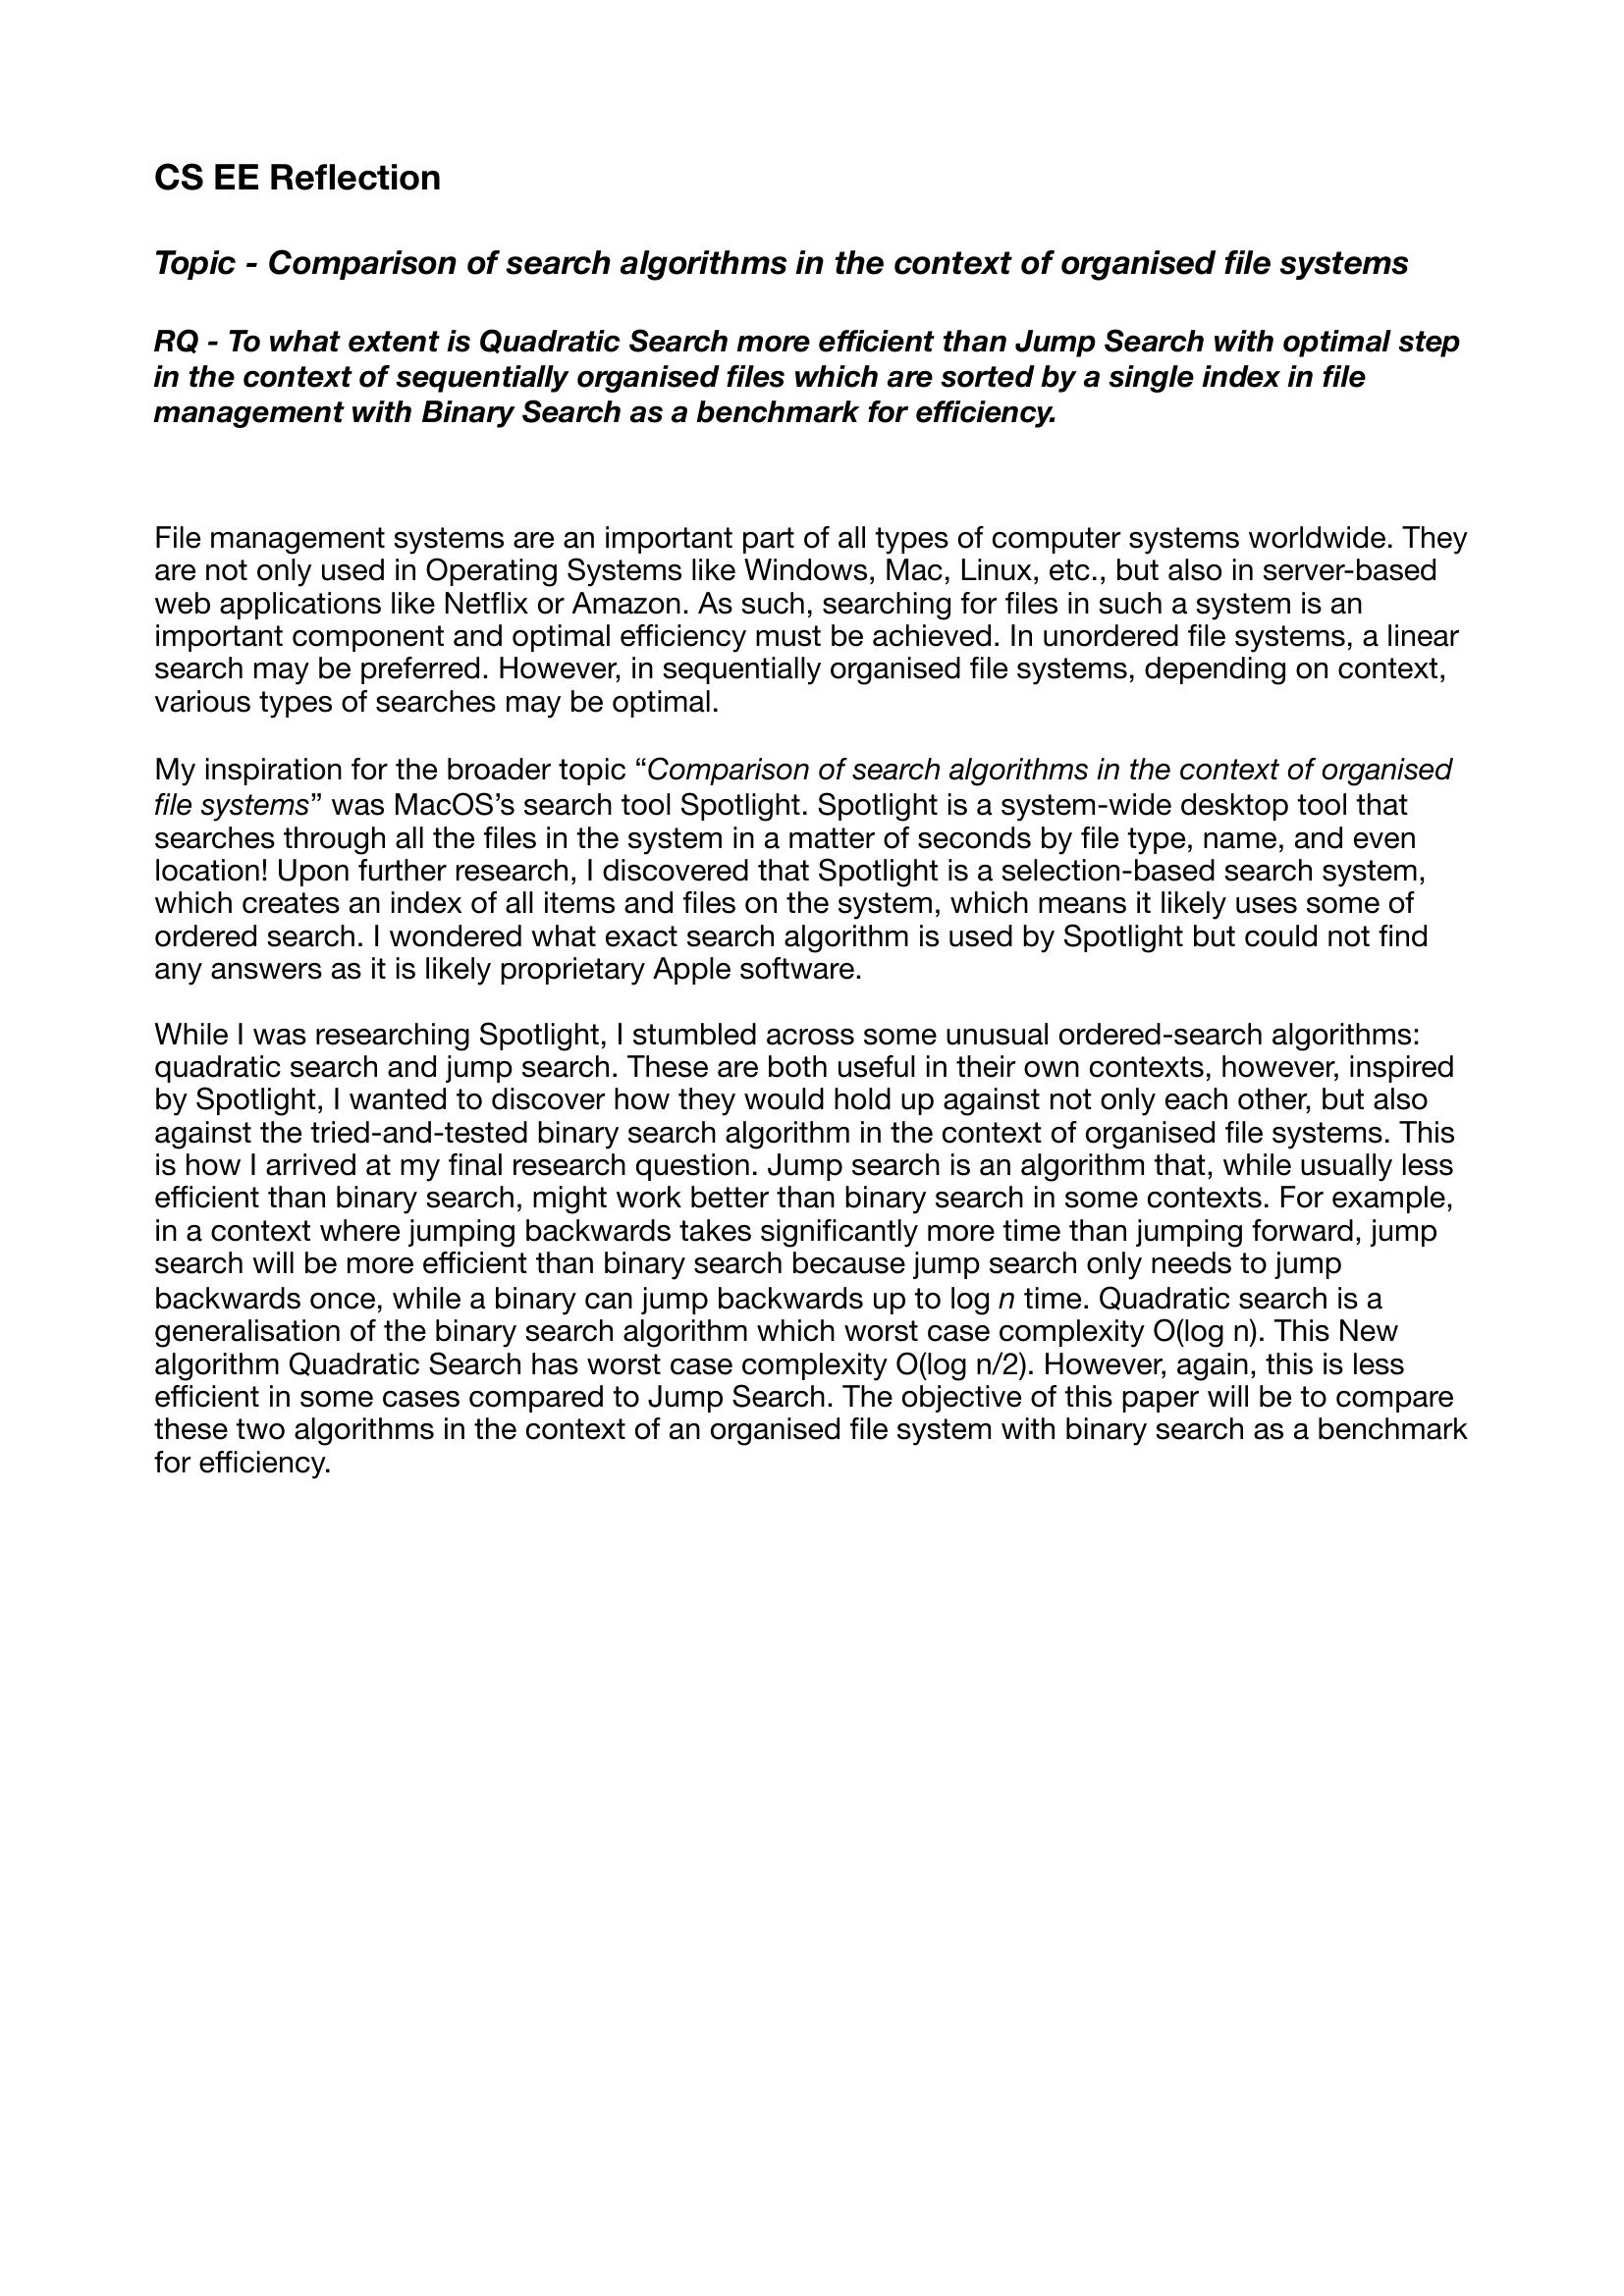 CS EE Reflection
Topic - Comparison of search algorithms in the context of organised file systems
RQ - To what extent is Quadratic Search more efficient than Jump Search with optimal step
in the context of sequentially organised files which are sorted by a single index in file
management with Binary Search as a benchmark for efficiency.
File management systems are an important part of all types of computer systems worldwide. They
are not only used in Operating Systems like Windows, Mac, Linux, etc., but also in server-based
web applications like Netflix or Amazon. As such, searching for files in such a system is an
important component and optimal efficiency must be achieved. In unordered file systems, a linear
search may be preferred. However, in sequentially organised file systems, depending on context,
various types of searches may be optimal.
My inspiration for the broader topic “Comparison of search algorithms in the context of organised
file systems” was MacOS’s search tool Spotlight. Spotlight is a system-wide desktop tool that
searches through all the files in the system in a matter of seconds by file type, name, and even
location! Upon further research, I discovered that Spotlight is a selection-based search system,
which creates an index of all items and files on the system, which means it likely uses some of
ordered search. I wondered what exact search algorithm is used by Spotlight but could not find
any answers as it is likely proprietary Apple software.
While I was researching Spotlight, I stumbled across some unusual ordered-search algorithms:
quadratic search and jump search. These are both useful in their own contexts, however, inspired
by Spotlight, I wanted to discover how they would hold up against not only each other, but also
against the tried-and-tested binary search algorithm in the context of organised file systems. This
is how I arrived at my final research question. Jump search is an algorithm that, while usually less
efficient than binary search, might work better than binary search in some contexts. For example,
in a context where jumping backwards takes significantly more time than jumping forward, jump
search will be more efficient than binary search because jump search only needs to jump
backwards once, while a binary can jump backwards up to log n time. Quadratic search is a
generalisation of the binary search algorithm which worst case complexity O(log n). This New
algorithm Quadratic Search has worst case complexity O(log n/2). However, again, this is less
efficient in some cases compared to Jump Search. The objective of this paper will be to compare
these two algorithms in the context of an organised file system with binary search as a benchmark
for efficiency.